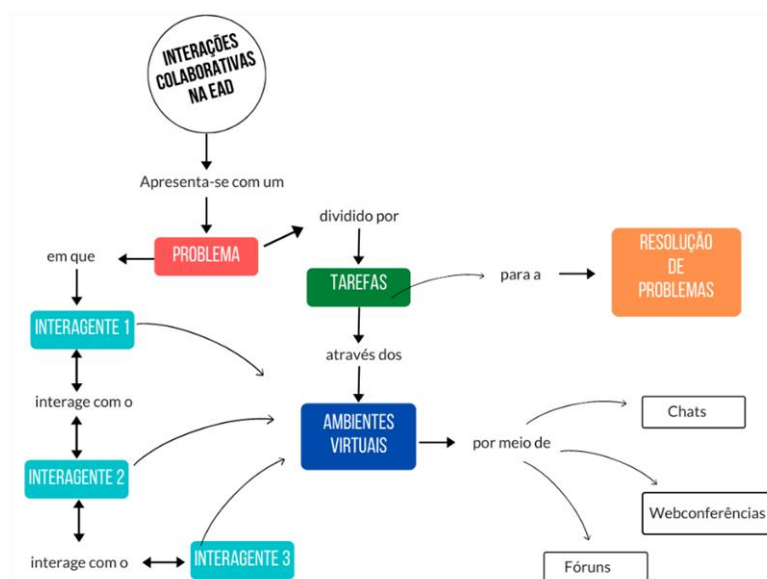 INTERAÇÕES
COLABORATIVAS
NA EAD
Apresenta-se com um
PROBLEMA
dividido por
em que
TAREFAS
para a
RESOLUÇÃO
DE
PROBLEMAS
INTERAGENTE 1
através dos
interage com o
AMBIENTES
VIRTUAIS
por meio de
Chats
INTERAGENTE 2
Webconferências
interage com o
INTERAGENTE 3
Fóruns